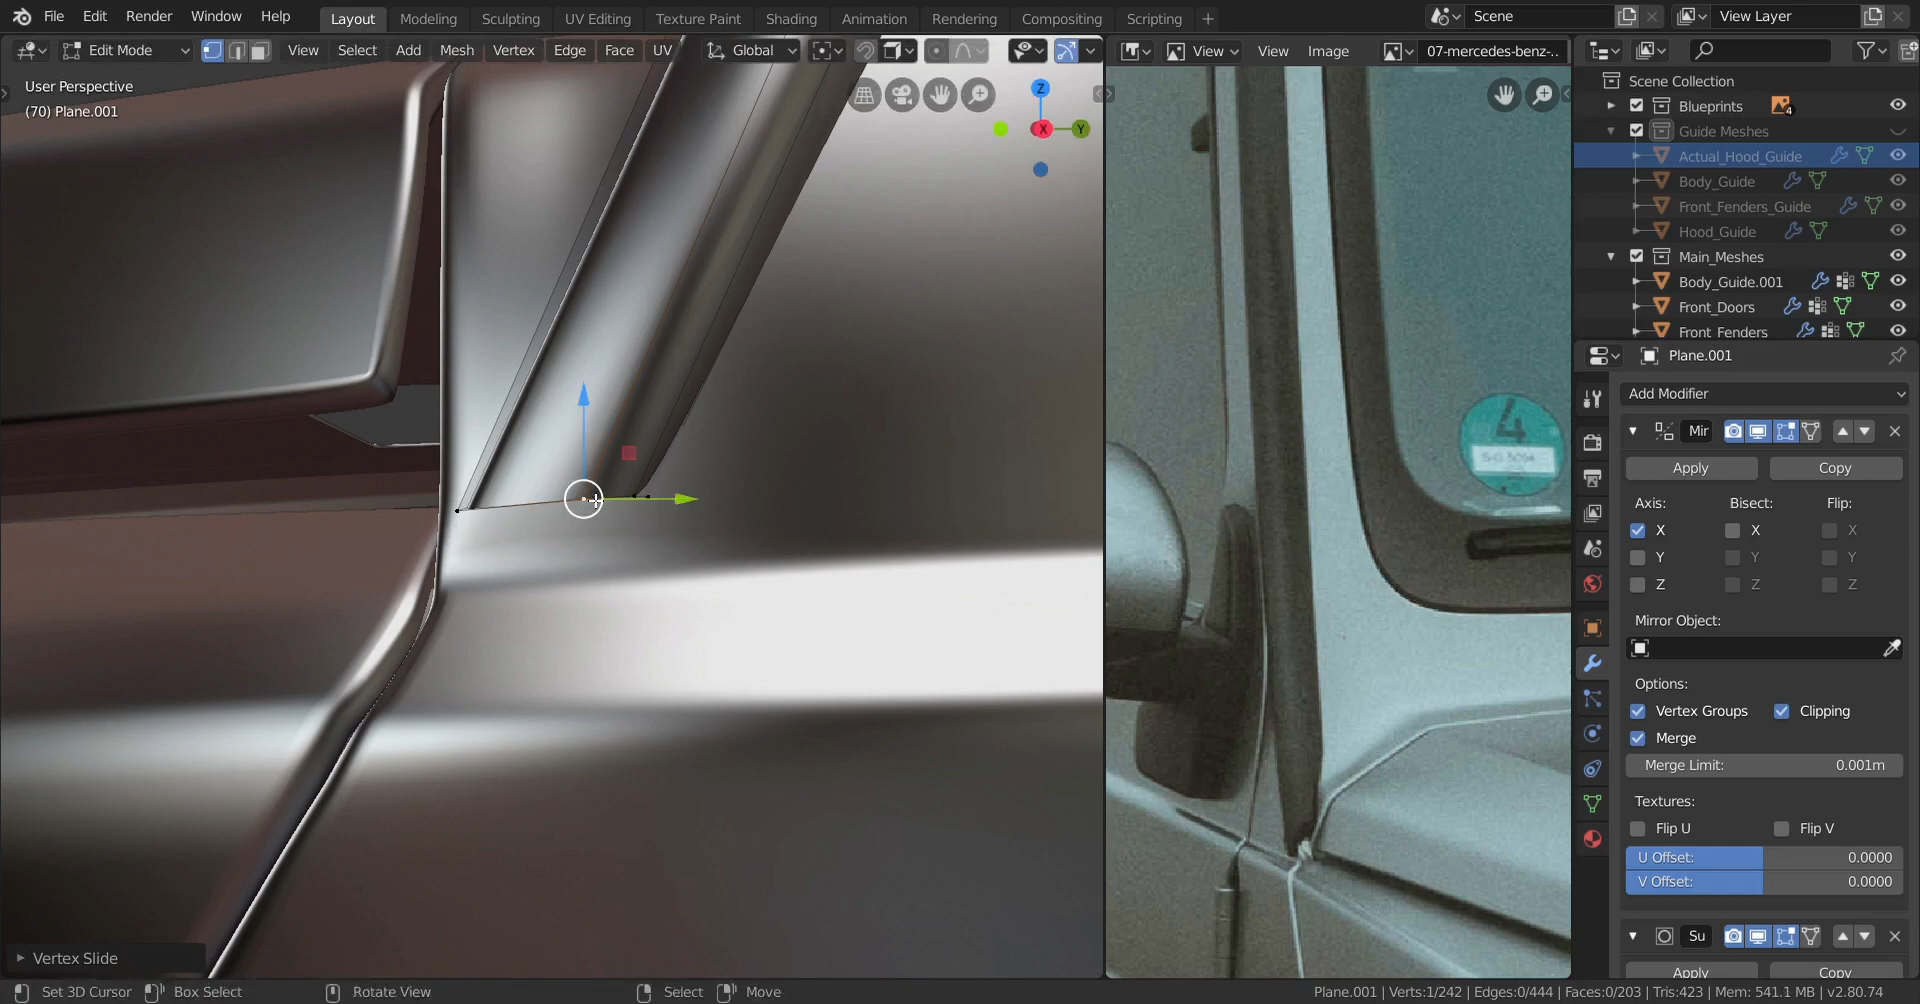 File Edit Render Window Help Layout Modeling Sculpting UV Editing Texture Paint Shading Animation Rendering Compositing Scripting + Scene View Layer
Edit Mode View Select Add Mesh Vertex Edge Face UV Global View View Image 07-mercedes-benz-..
User Perspective
(70) Plane.001
Z
X
Y
4
Scene Collection
Blueprints 4
Guide Meshes
Actual_Hood_Guide
Body_Guide
Front_Fenders_Guide
Hood_Guide
Main_Meshes
Body_Guide.001
Front_Doors
Front Fenders
Plane.001
Add Modifier
Mir
Apply Copy
Axis: Bisect: Flip:
X X X
Y Y Y
Z Z Z
Mirror Object:
Options:
Vertex Groups Clipping
Merge
Merge Limit: 0.001m
Textures:
Flip U Flip V
U Offset: 0.0000
V Offset: 0.0000
Su
Apply Copy
Vertex Slide
Set 3D Cursor Box Select Rotate View Select Move Plane.001 | Verts:1/242 | Edges:0/444 | Faces:0/203 | Tris:423 | Mem: 541.1 MB | v2.80.74